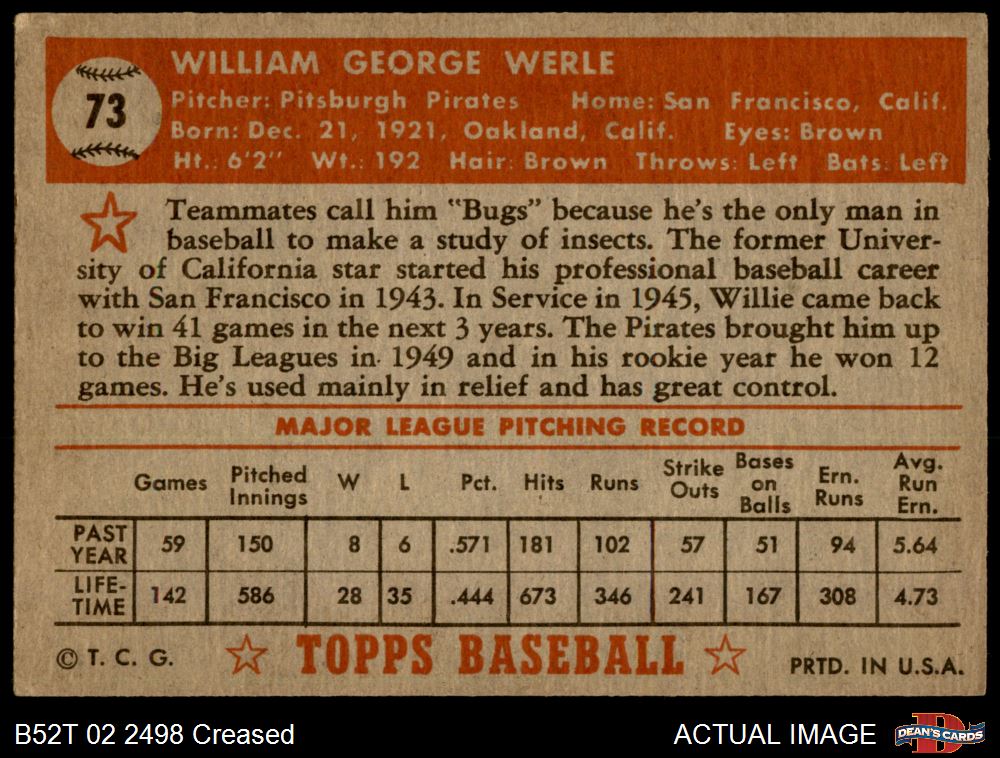 73
WILLIAM GEORGE WERLE
Pitcher: Pitsburgh Pirates Home: San Francisco, Calif.
Born: Dec. 21, 1921, Oakland, Calif. Eyes: Brown
Ht.: 6'2" Wt.: 192 Hair: Brown Throws: Left Bats: Left
Teammates call him "Bugs" because he's the only man in
baseball to make a study of insects. The former Univer-
sity of California star started his professional baseball career
with San Francisco in 1943. In Service in 1945, Willie came back
to win 41 games in the next 3 years. The Pirates brought him up
to the Big Leagues in 1949 and in his rookie year he won 12
games. He's used mainly in relief and has great control.
MAJOR LEAGUE PITCHING RECORD
Games Pitched Innings W L Pct. Hits Runs Strike Outs Bases on Balls Ern. Runs Avg. Run Ern.
PAST YEAR 59 150 8 6 .571 181 102 57 51 94 5.64
LIFE-TIME 142 586 28 35 .444 673 346 241 167 308 4.73
© T. C. G. TOPPS BASEBALL PRTD. IN U.S.A.
B52T 02 2498 Creased ACTUAL IMAGE D DEAN'S CARDS